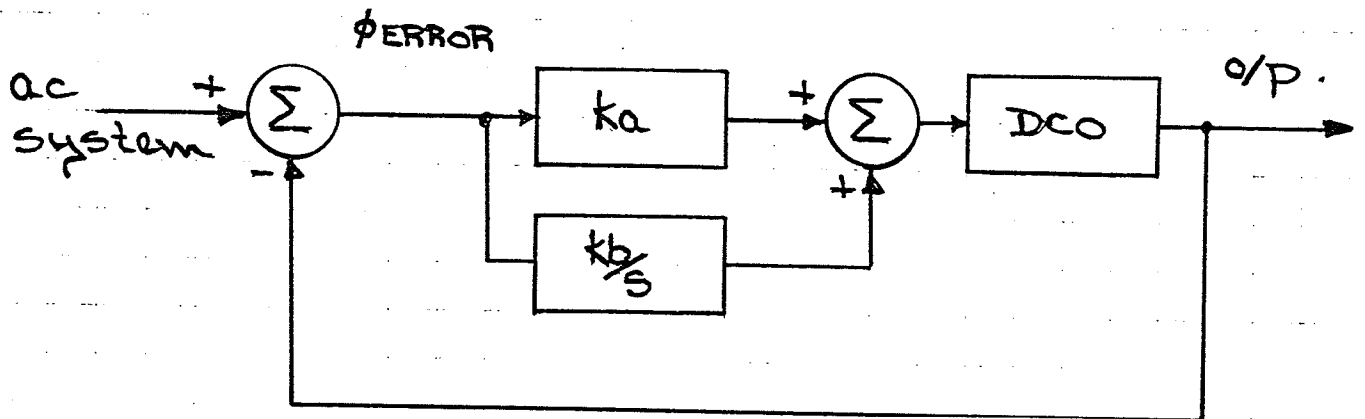 ϕERROR
ac system
+
Σ
-
ka
kb/s
+
Σ
+
DCO
o/p.